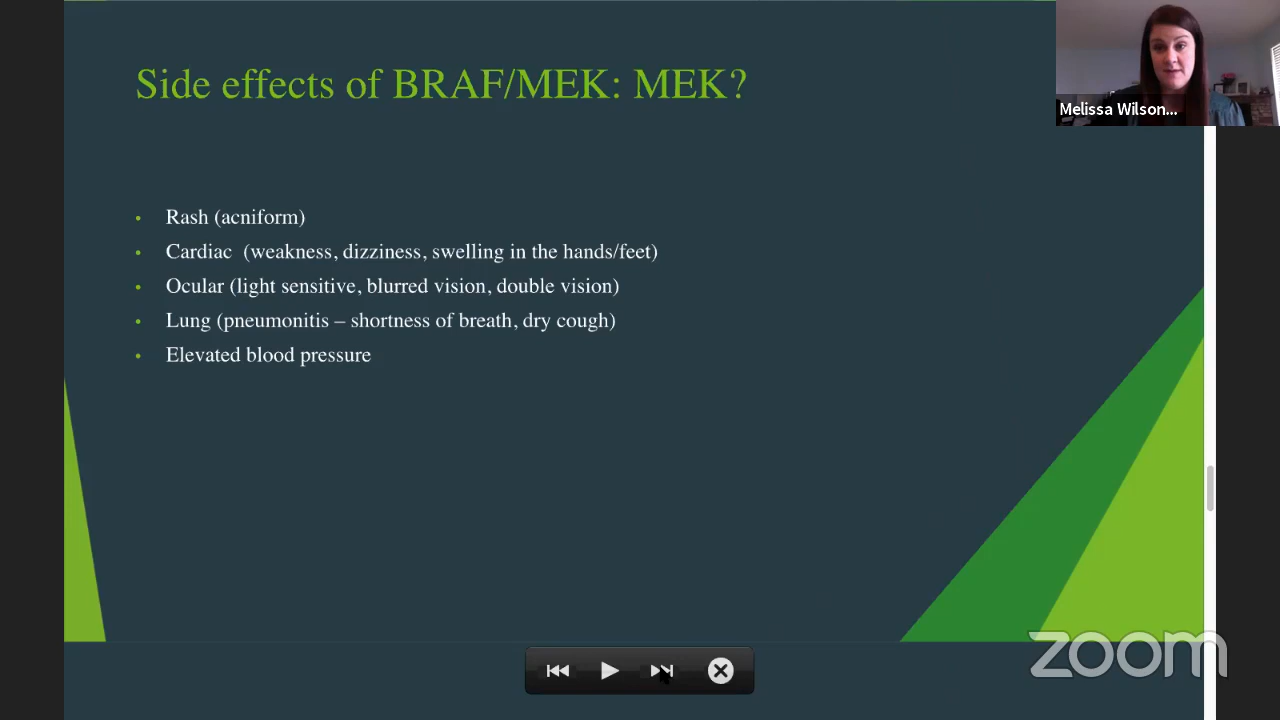 Side effects of BRAF/MEK: MEK?
Melissa Wilson...
• Rash (acniform)
• Cardiac  (weakness, dizziness, swelling in the hands/feet)
• Ocular (light sensitive, blurred vision, double vision)
• Lung (pneumonitis – shortness of breath, dry cough)
• Elevated blood pressure
zoom